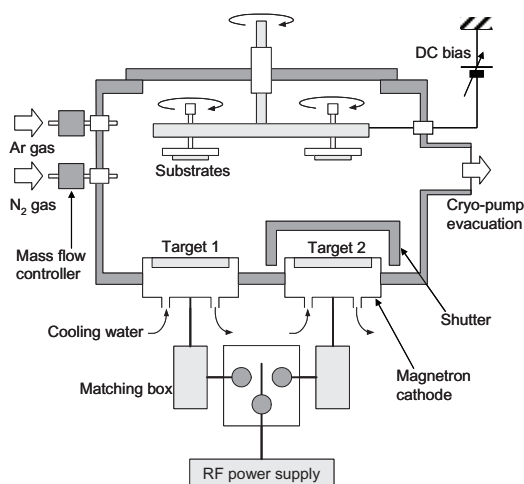 DC bias
Ar gas
N2 gas
Substrates
Mass flow
controller
Cryo-pump
evacuation
Target 1
Target 2
Cooling water
Shutter
Matching box
Magnetron
cathode
RF power supply